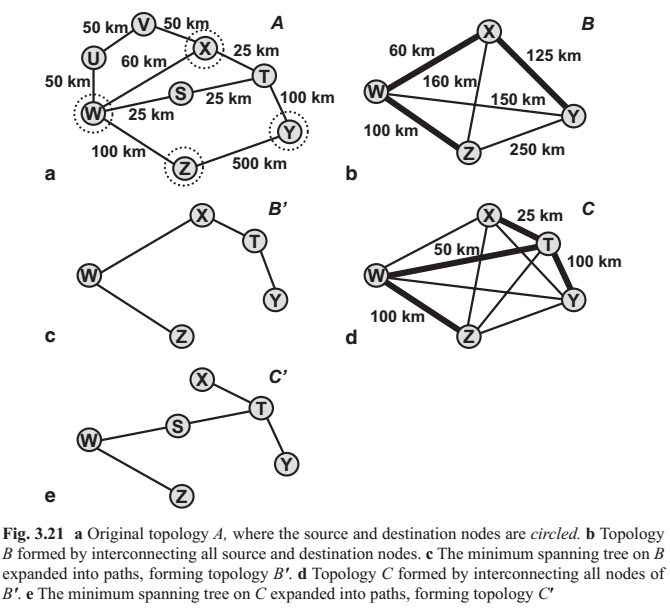 V
50 km
50 km
A
X
U
25 km
60 km
T
50 km
S
100 km
25 km
W
25 km
Y
100 km
500 km
Z
a
X
B
60 km
125 km
W
160 km
150 km
100 km
Y
250 km
Z
b
X
B'
T
W
Y
Z
c
X
25 km
C
T
50 km
100 km
W
Y
100 km
Z
d
X
C'
T
S
W
Y
Z
e
Fig. 3.21 a Original topology A, where the source and destination nodes are circled. b Topology
B formed by interconnecting all source and destination nodes. c The minimum spanning tree on B
expanded into paths, forming topology B′. d Topology C formed by interconnecting all nodes of
B′. e The minimum spanning tree on C expanded into paths, forming topology C′